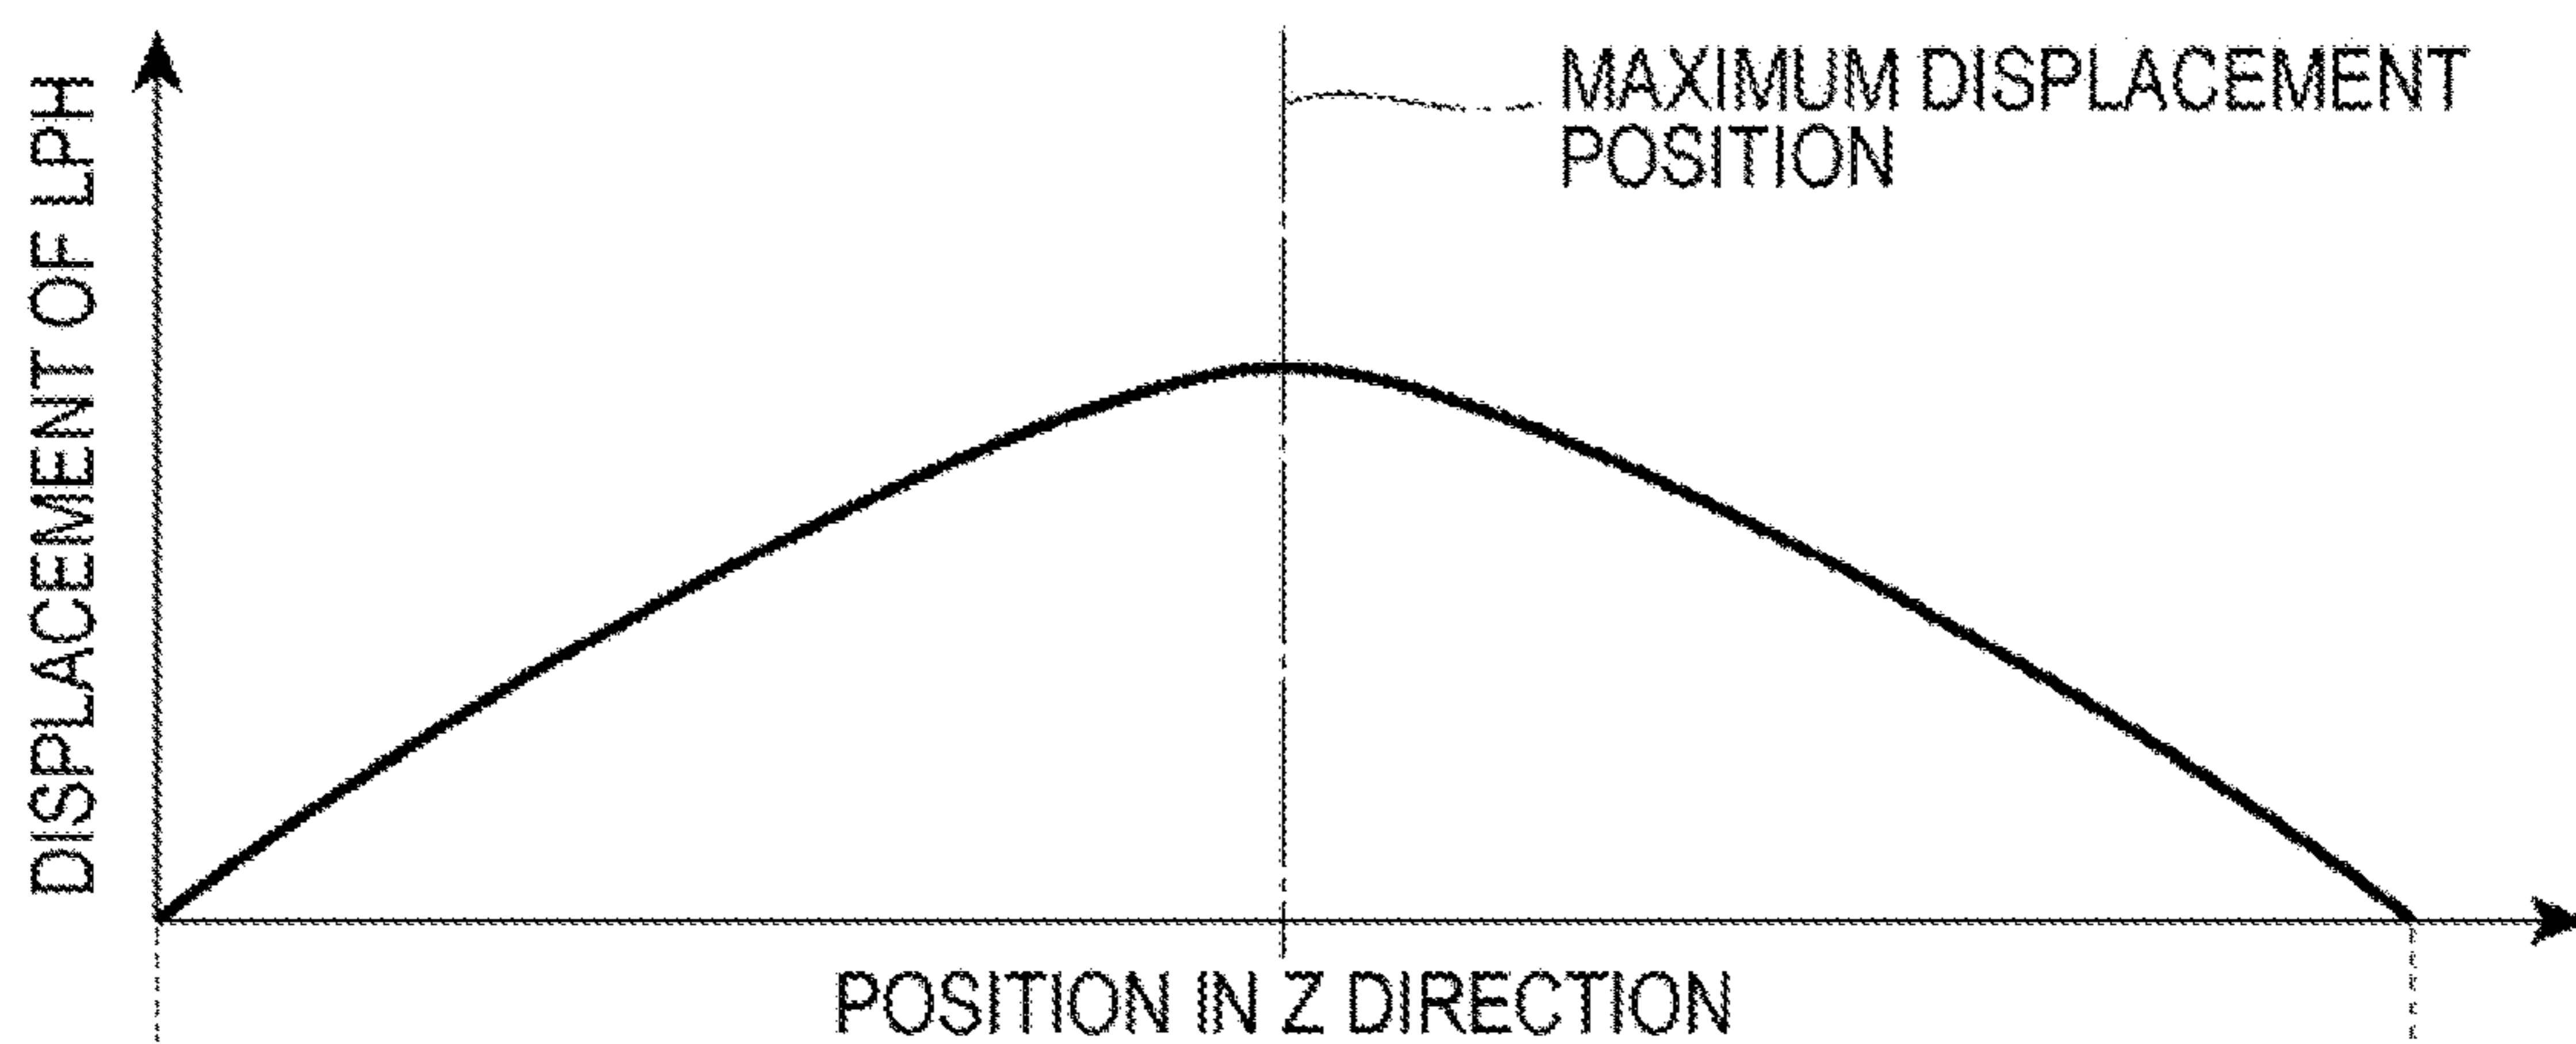 DISPLACEMENT OF LPH
MAXIMUM DISPLACEMENT
POSITION
POSITION IN Z DIRECTION